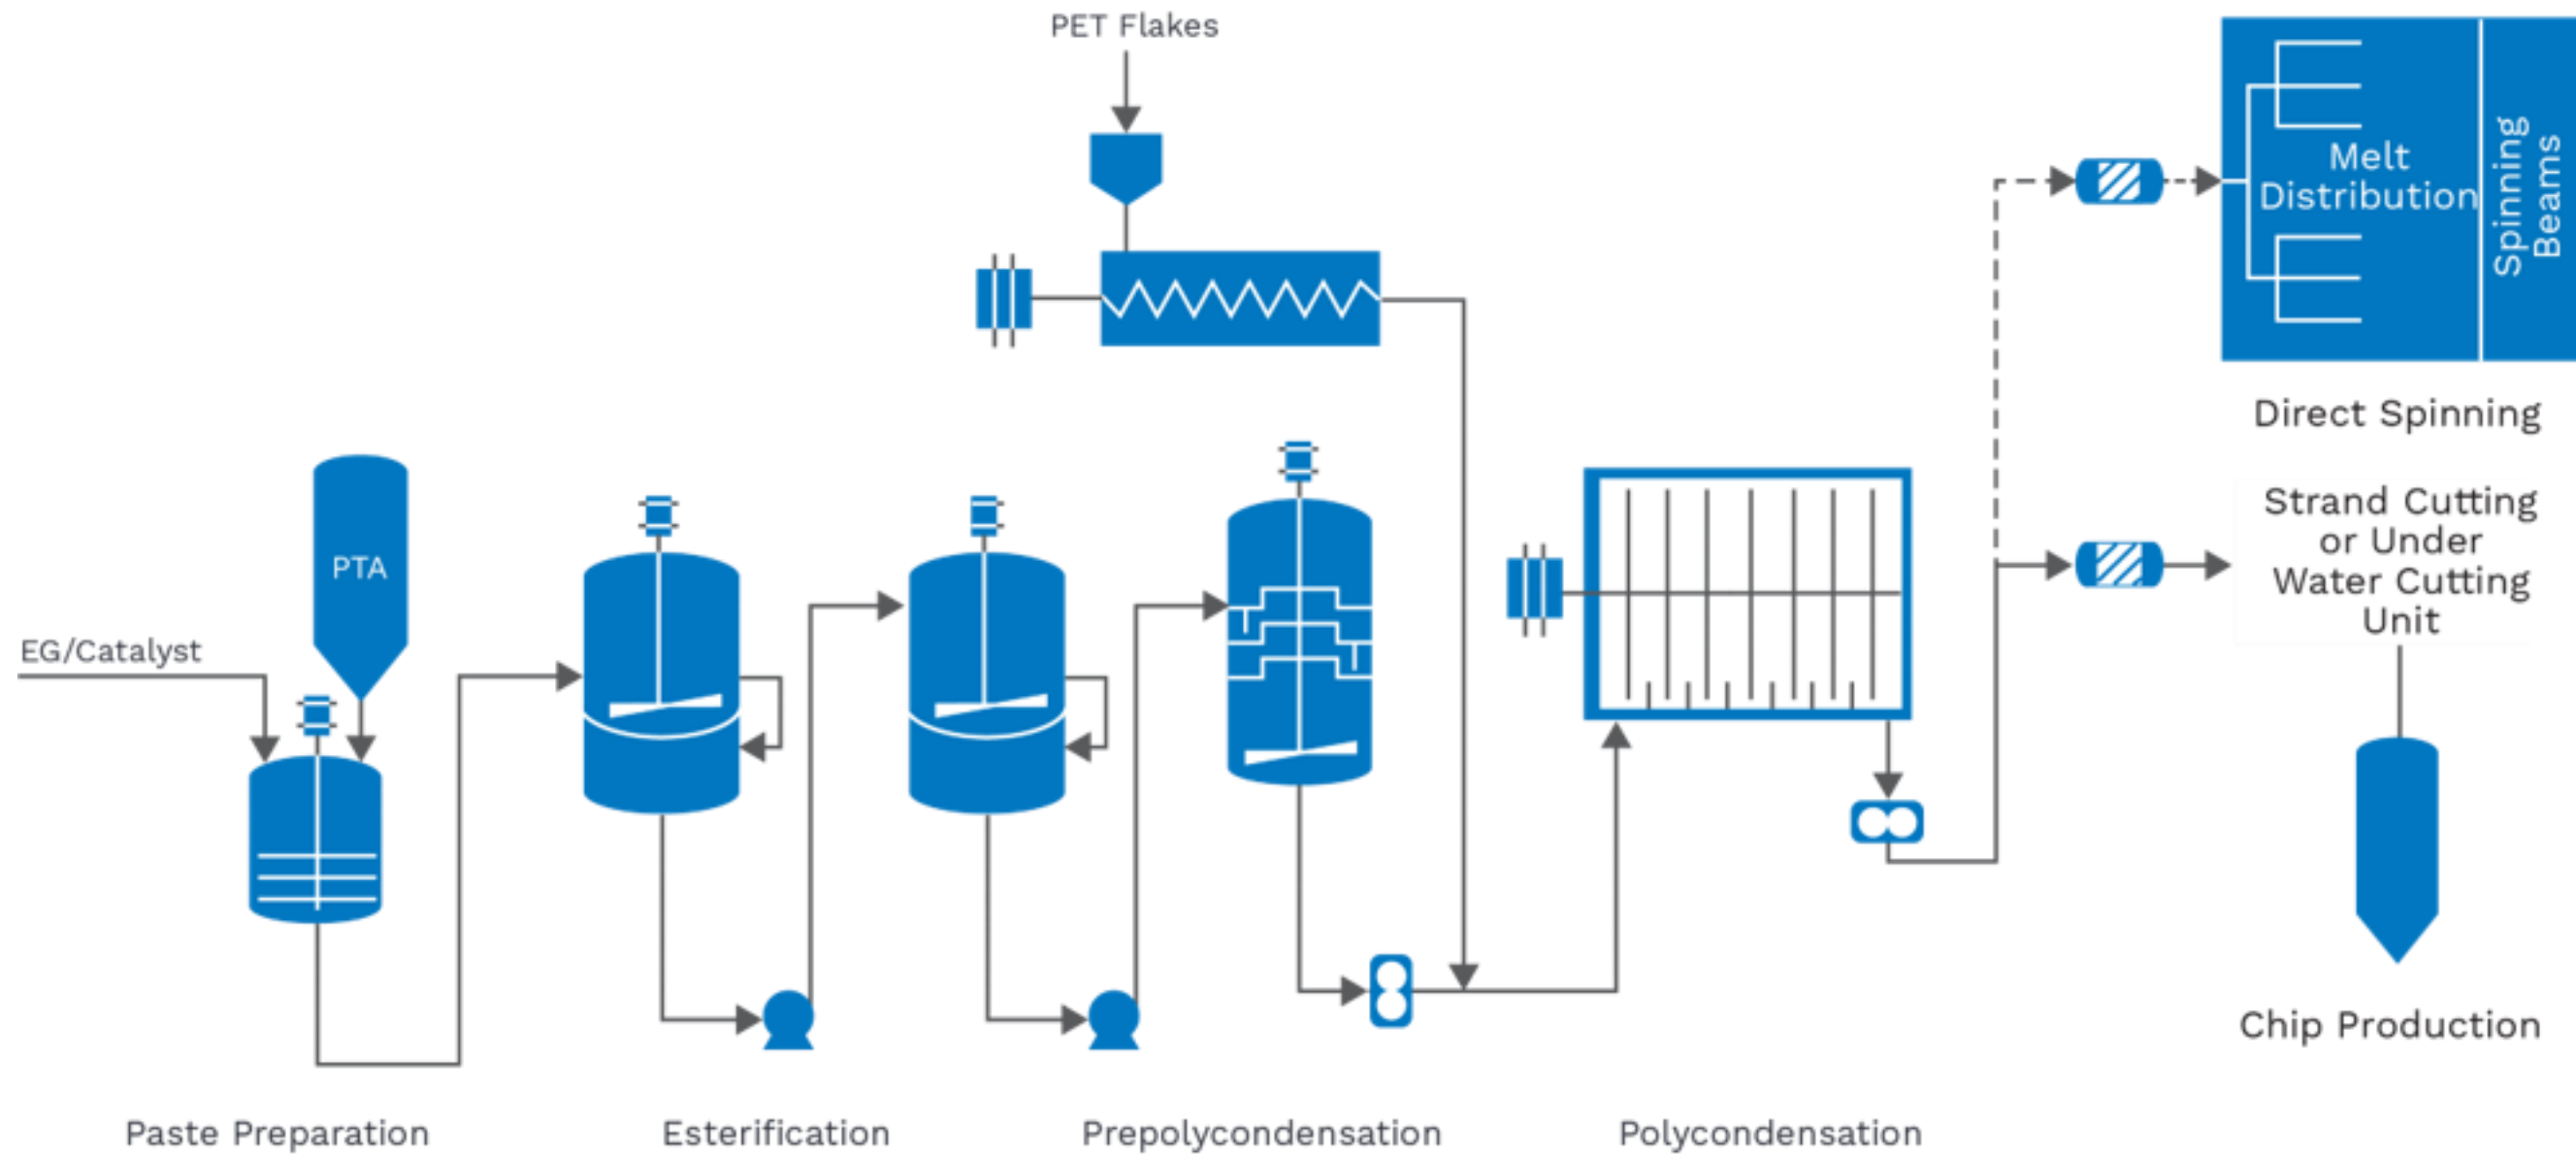 PET Flakes
Melt
Distribution
Spinning
Beams
Direct Spinning
Strand Cutting
or Under
Water Cutting
Unit
PTA
EG/Catalyst
Chip Production
Paste Preparation
Esterification
Prepolycondensation
Polycondensation